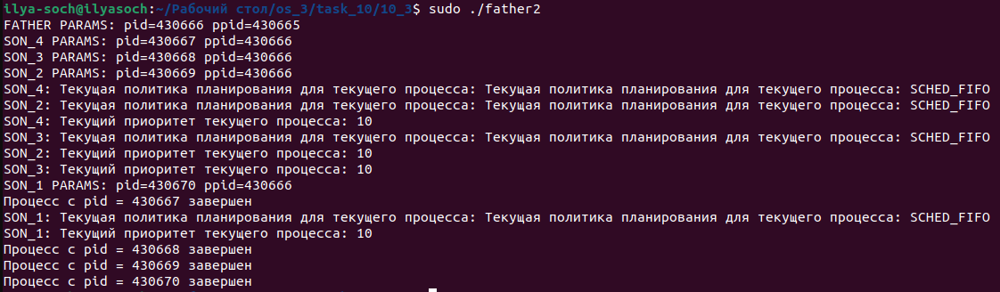 ilya-soch@ilyasoch:~/Рабочий стол/os_3/task_10/10_3$ sudo ./father2
FATHER PARAMS: pid=430666 ppid=430665
SON_4 PARAMS: pid=430667 ppid=430666
SON_3 PARAMS: pid=430668 ppid=430666
SON_2 PARAMS: pid=430669 ppid=430666
SON_4: Текущая политика планирования для текущего процесса: Текущая политика планирования для текущего процесса: SCHED_FIFO
SON_2: Текущая политика планирования для текущего процесса: Текущая политика планирования для текущего процесса: SCHED_FIFO
SON_4: Текущий приоритет текущего процесса: 10
SON_3: Текущая политика планирования для текущего процесса: Текущая политика планирования для текущего процесса: SCHED_FIFO
SON_2: Текущий приоритет текущего процесса: 10
SON_3: Текущий приоритет текущего процесса: 10
SON_1 PARAMS: pid=430670 ppid=430666
Процесс с pid = 430667 завершен
SON_1: Текущая политика планирования для текущего процесса: Текущая политика планирования для текущего процесса: SCHED_FIFO
SON_1: Текущий приоритет текущего процесса: 10
Процесс с pid = 430668 завершен
Процесс с pid = 430669 завершен
Процесс с pid = 430670 завершен